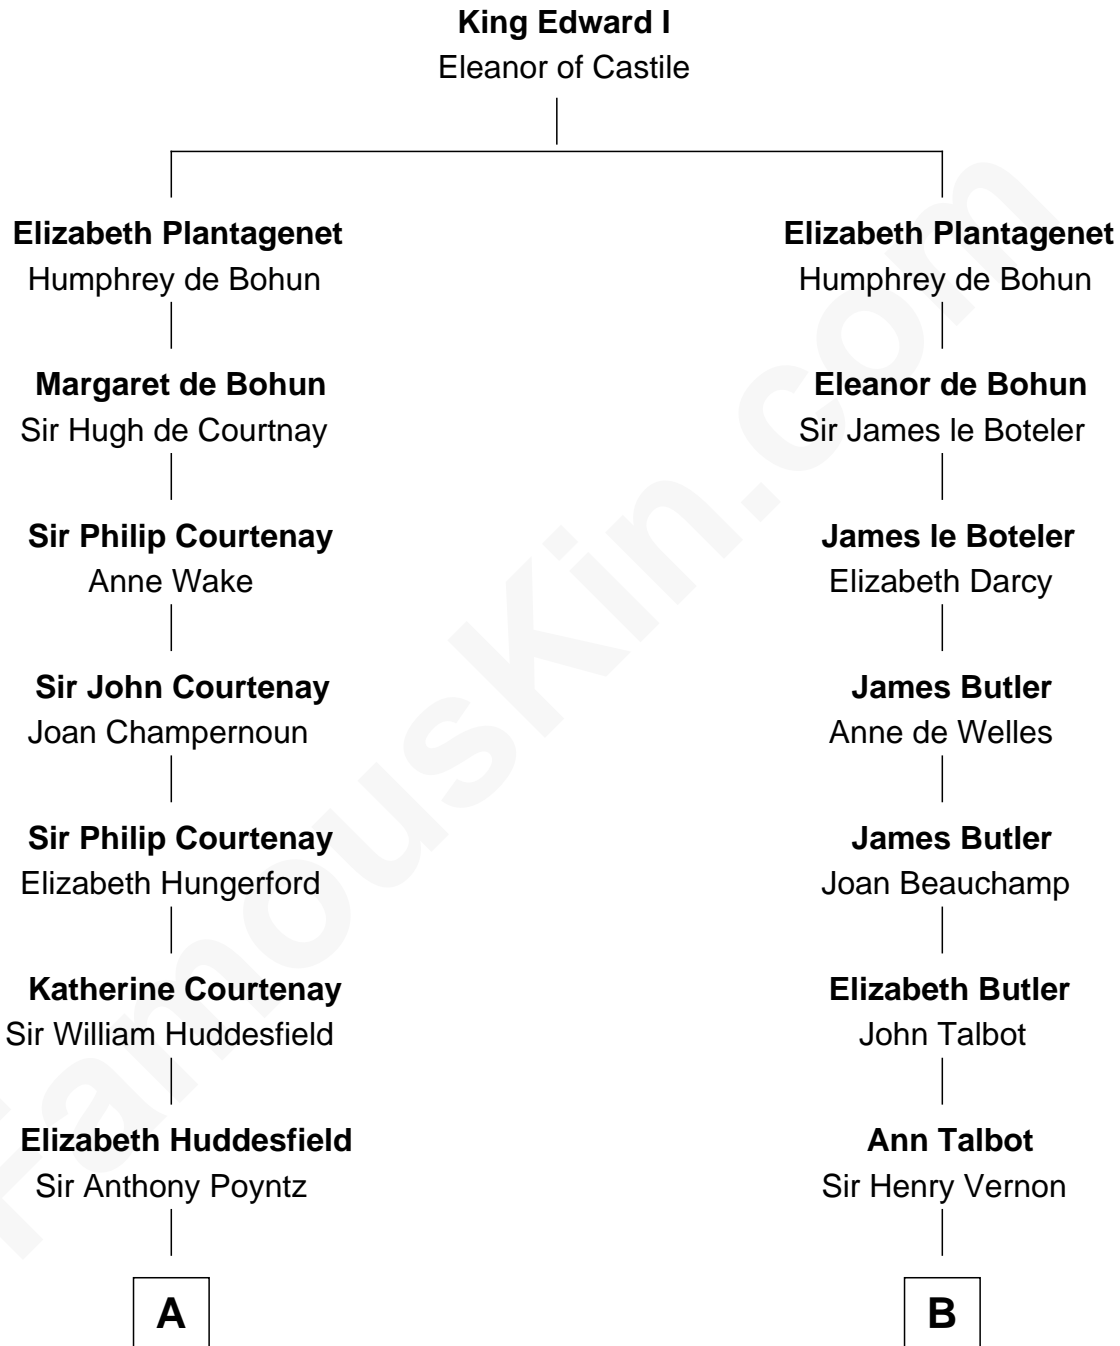 King Edward I
Eleanor of Castile
Elizabeth Plantagenet
Humphrey de Bohun
Margaret de Bohun
Sir Hugh de Courtnay
Sir Philip Courtenay
Anne Wake
Sir John Courtenay
Joan Champernoun
Sir Philip Courtenay
Elizabeth Hungerford
Katherine Courtenay
Sir William Huddesfield
Elizabeth Huddesfield
Sir Anthony Poyntz
A
Elizabeth Plantagenet
Humphrey de Bohun
Eleanor de Bohun
Sir James le Boteler
James le Boteler
Elizabeth Darcy
James Butler
Anne de Welles
James Butler
Joan Beauchamp
Elizabeth Butler
John Talbot
Ann Talbot
Sir Henry Vernon
B
FamousKin.com